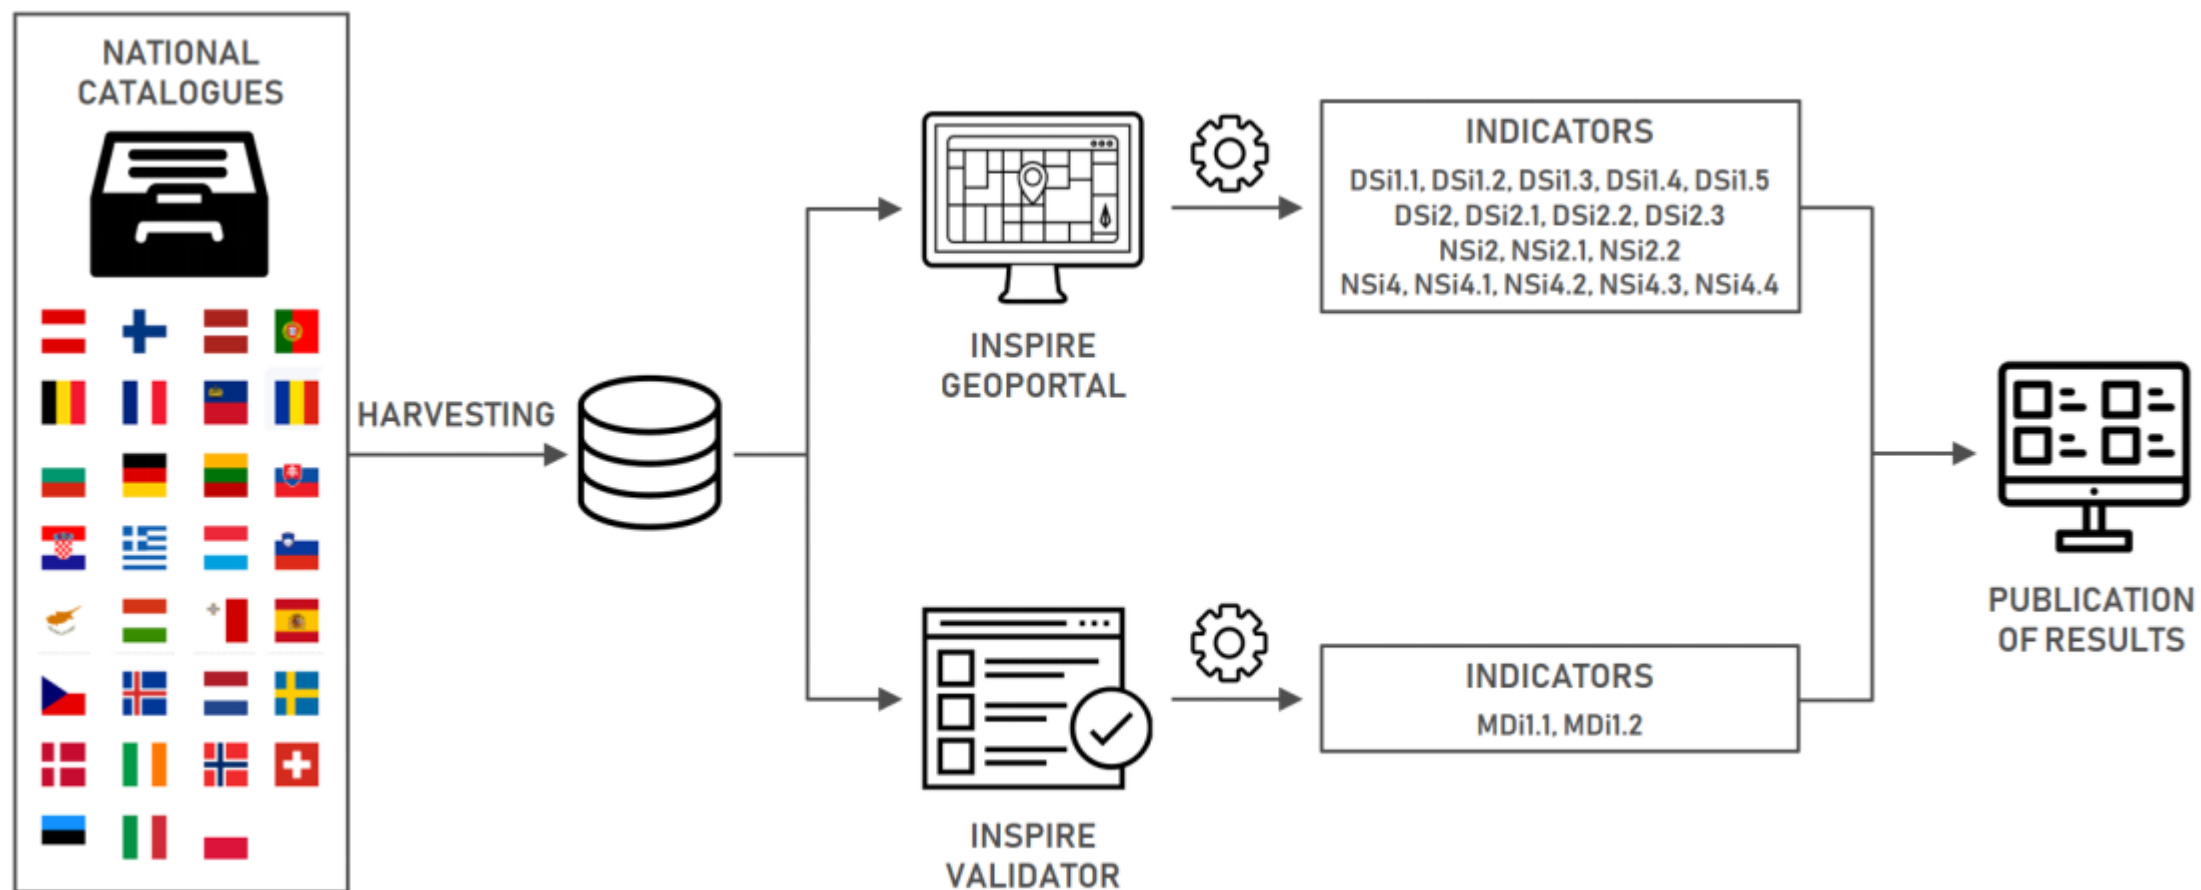 NATIONAL
CATALOGUES
HARVESTING
INSPIRE
GEOPORTAL
INDICATORS
DSi1.1, DSi1.2, DSi1.3, DSi1.4, DSi1.5
DSi2, DSi2.1, DSi2.2, DSi2.3
NSi2, NSi2.1, NSi2.2
NSi4, NSi4.1, NSi4.2, NSi4.3, NSi4.4
INSPIRE
VALIDATOR
INDICATORS
MDi1.1, MDi1.2
PUBLICATION
OF RESULTS